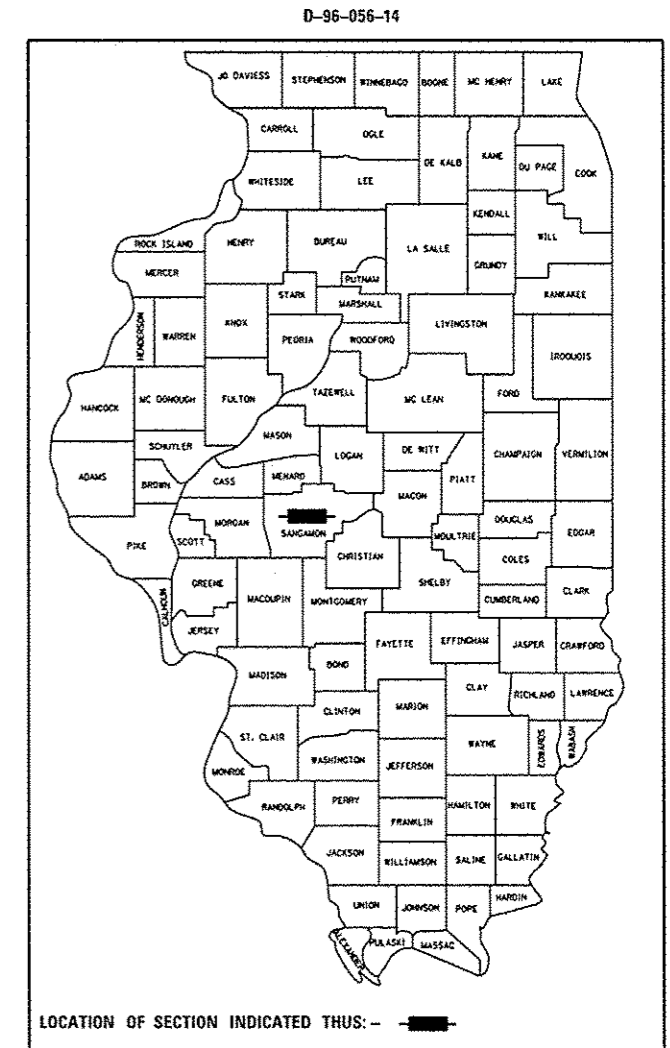 D-96-056-14
JO DAVIESS STEPHENSON WINNEBAGO BOONE MC HENRY LAKE
CARROLL OGLE DE KALB KANE DU PAGE COOK
WHITESIDE LEE
KENDALL WILL
ROCK ISLAND HENRY BUREAU LA SALLE GRUNDY
MERCER PUTNAM KANKAKEE
STARK MARSHALL
HENDERSON WARREN KNOX PEORIA WOODFORD LIVINGSTON IROQUOIS
HANCOCK MC DONOUGH FULTON TAZEWELL MC LEAN FORD
MASON
SCHUYLER LOGAN DE WITT CHAMPAIGN VERMILION
ADAMS BROWN CASS MENARD PIATT
MACON
PIKE SCOTT MORGAN SANGAMON CHRISTIAN MOULTRIE DOUGLAS EDGAR
COLES
CALHOUN GREENE MACOUPIN MONTGOMERY SHELBY CUMBERLAND CLARK
JERSEY
FAYETTE EFFINGHAM JASPER CRAWFORD
MADISON BOND
CLAY RICHLAND LAWRENCE
CLINTON MARION
ST. CLAIR WAYNE EDWARDS WABASH
WASHINGTON JEFFERSON
MONROE
RANDOLPH PERRY HAMILTON WHITE
FRANKLIN
JACKSON WILLIAMSON SALINE GALLATIN
UNION JOHNSON POPE HARDIN
ALEXANDER PULASKI MASSAC
LOCATION OF SECTION INDICATED THUS: -